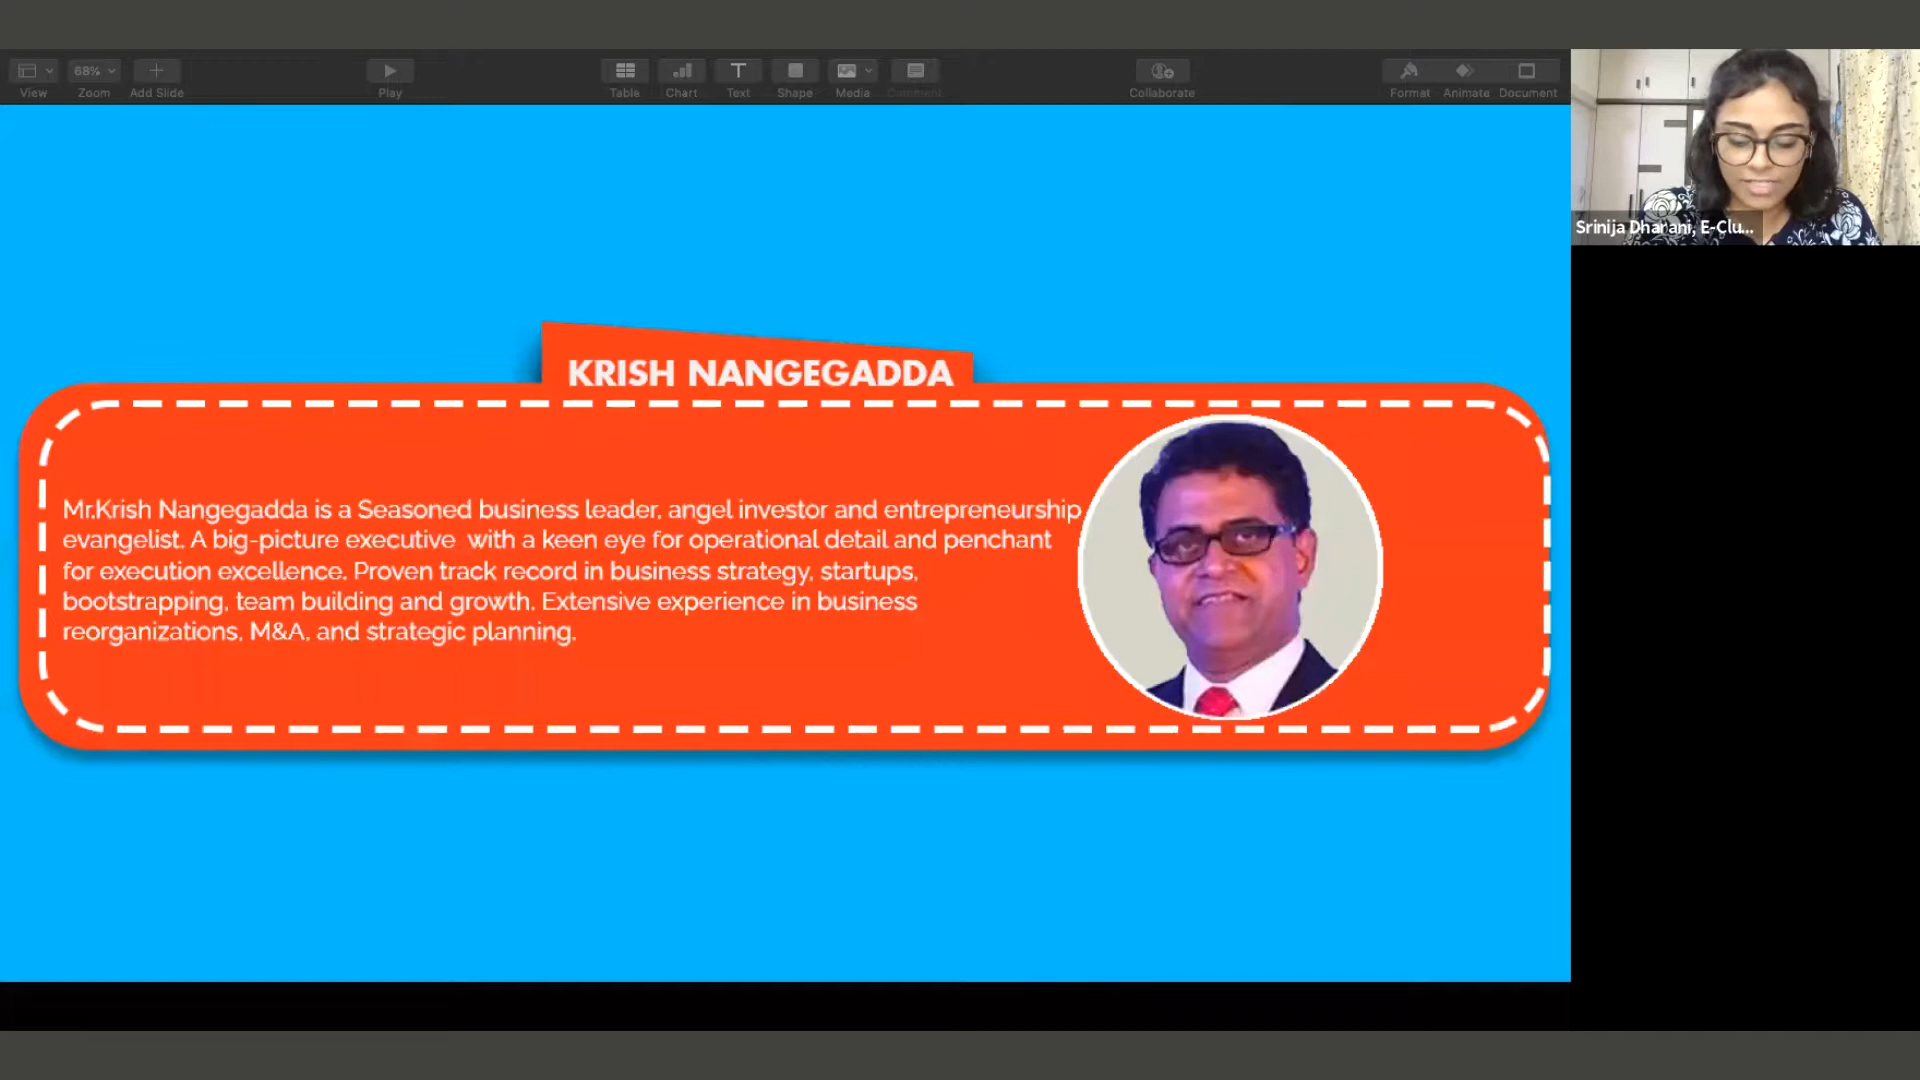 68%
View
Zoom
Add Slide
Play
Table
Chart
Text
Shape
Media
Comment
Collaborate
Format
Animate
Document
Srinija Dharani, E-Clu...
KRISH NANGEGADDA
Mr.Krish Nangegadda is a Seasoned business leader, angel investor and entrepreneurship
evangelist. A big-picture executive with a keen eye for operational detail and penchant
for execution excellence. Proven track record in business strategy, startups,
bootstrapping, team building and growth. Extensive experience in business
reorganizations, M&A, and strategic planning.